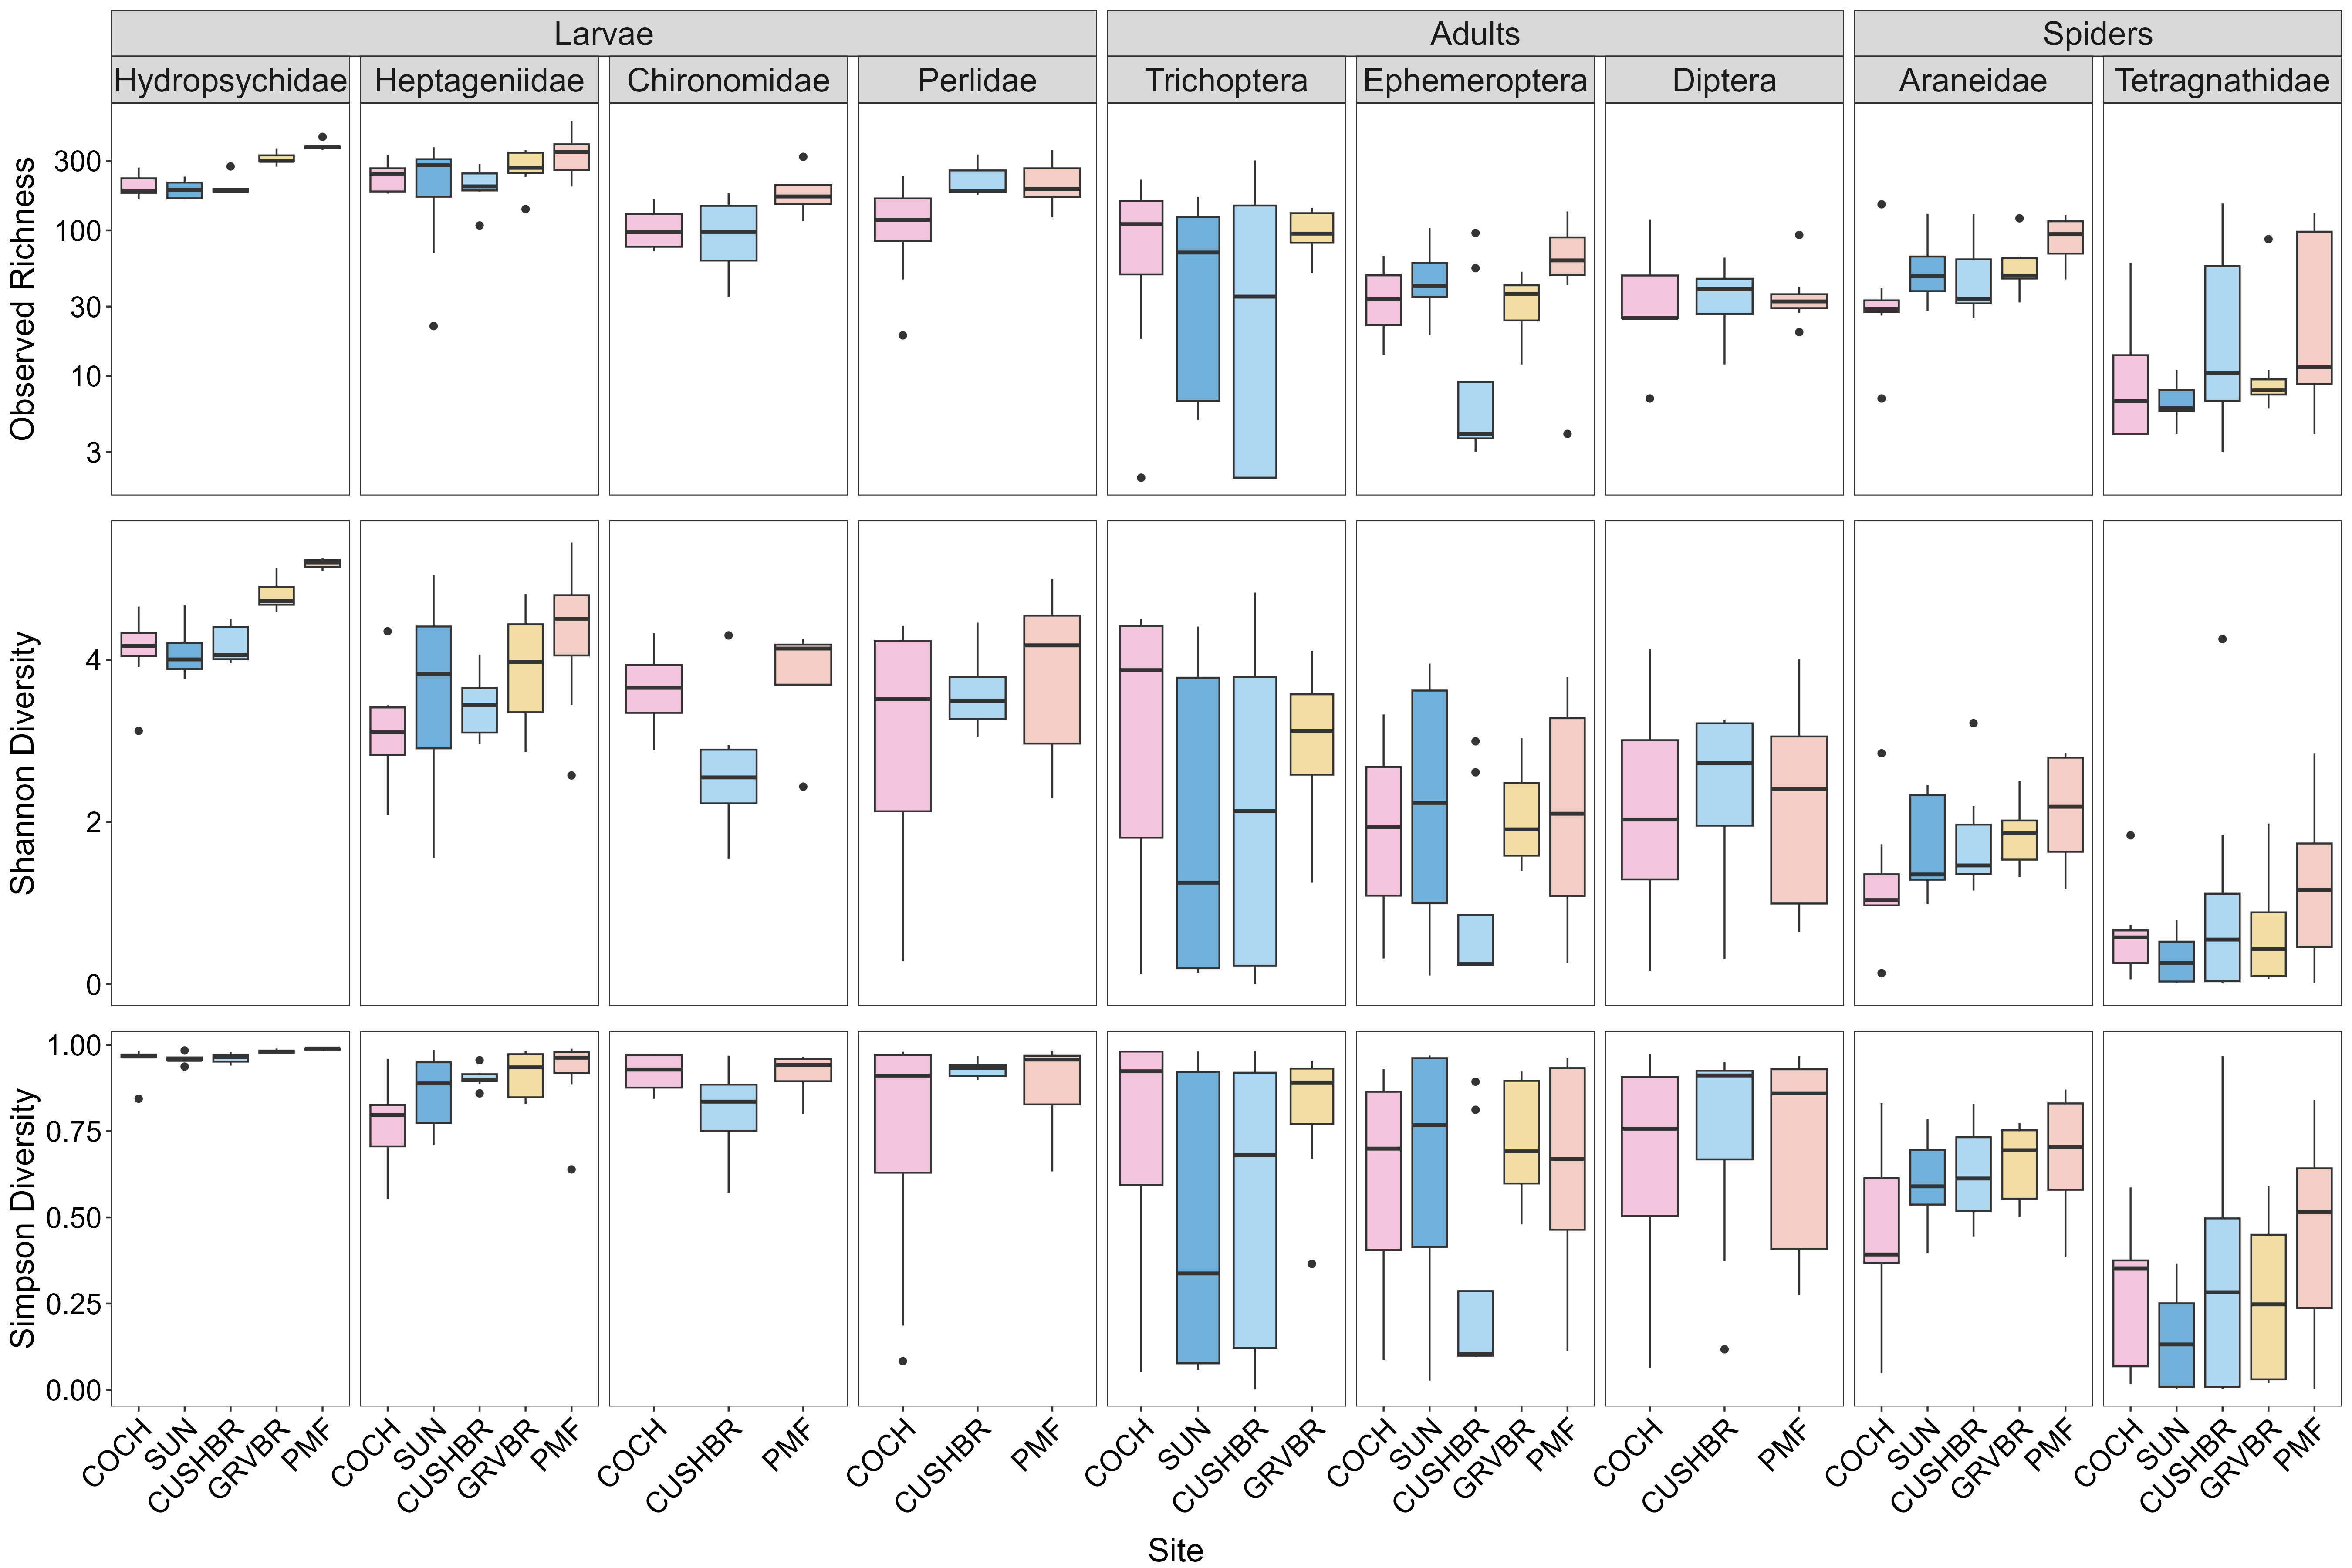 Larvae Adults Spiders
Hydropsychidae Heptageniidae Chironomidae Perlidae Trichoptera Ephemeroptera Diptera Araneidae Tetragnathidae
Observed Richness
300
100
30
10
3
Shannon Diversity
4
2
0
Simpson Diversity
1.00
0.75
0.50
0.25
0.00
COCH SUN CUSHBR GRVBR PMF COCH SUN CUSHBR GRVBR PMF COCH CUSHBR PMF COCH CUSHBR PMF COCH SUN CUSHBR GRVBR COCH SUN CUSHBR GRVBR PMF COCH CUSHBR PMF COCH SUN CUSHBR GRVBR PMF COCH SUN CUSHBR GRVBR PMF
Site